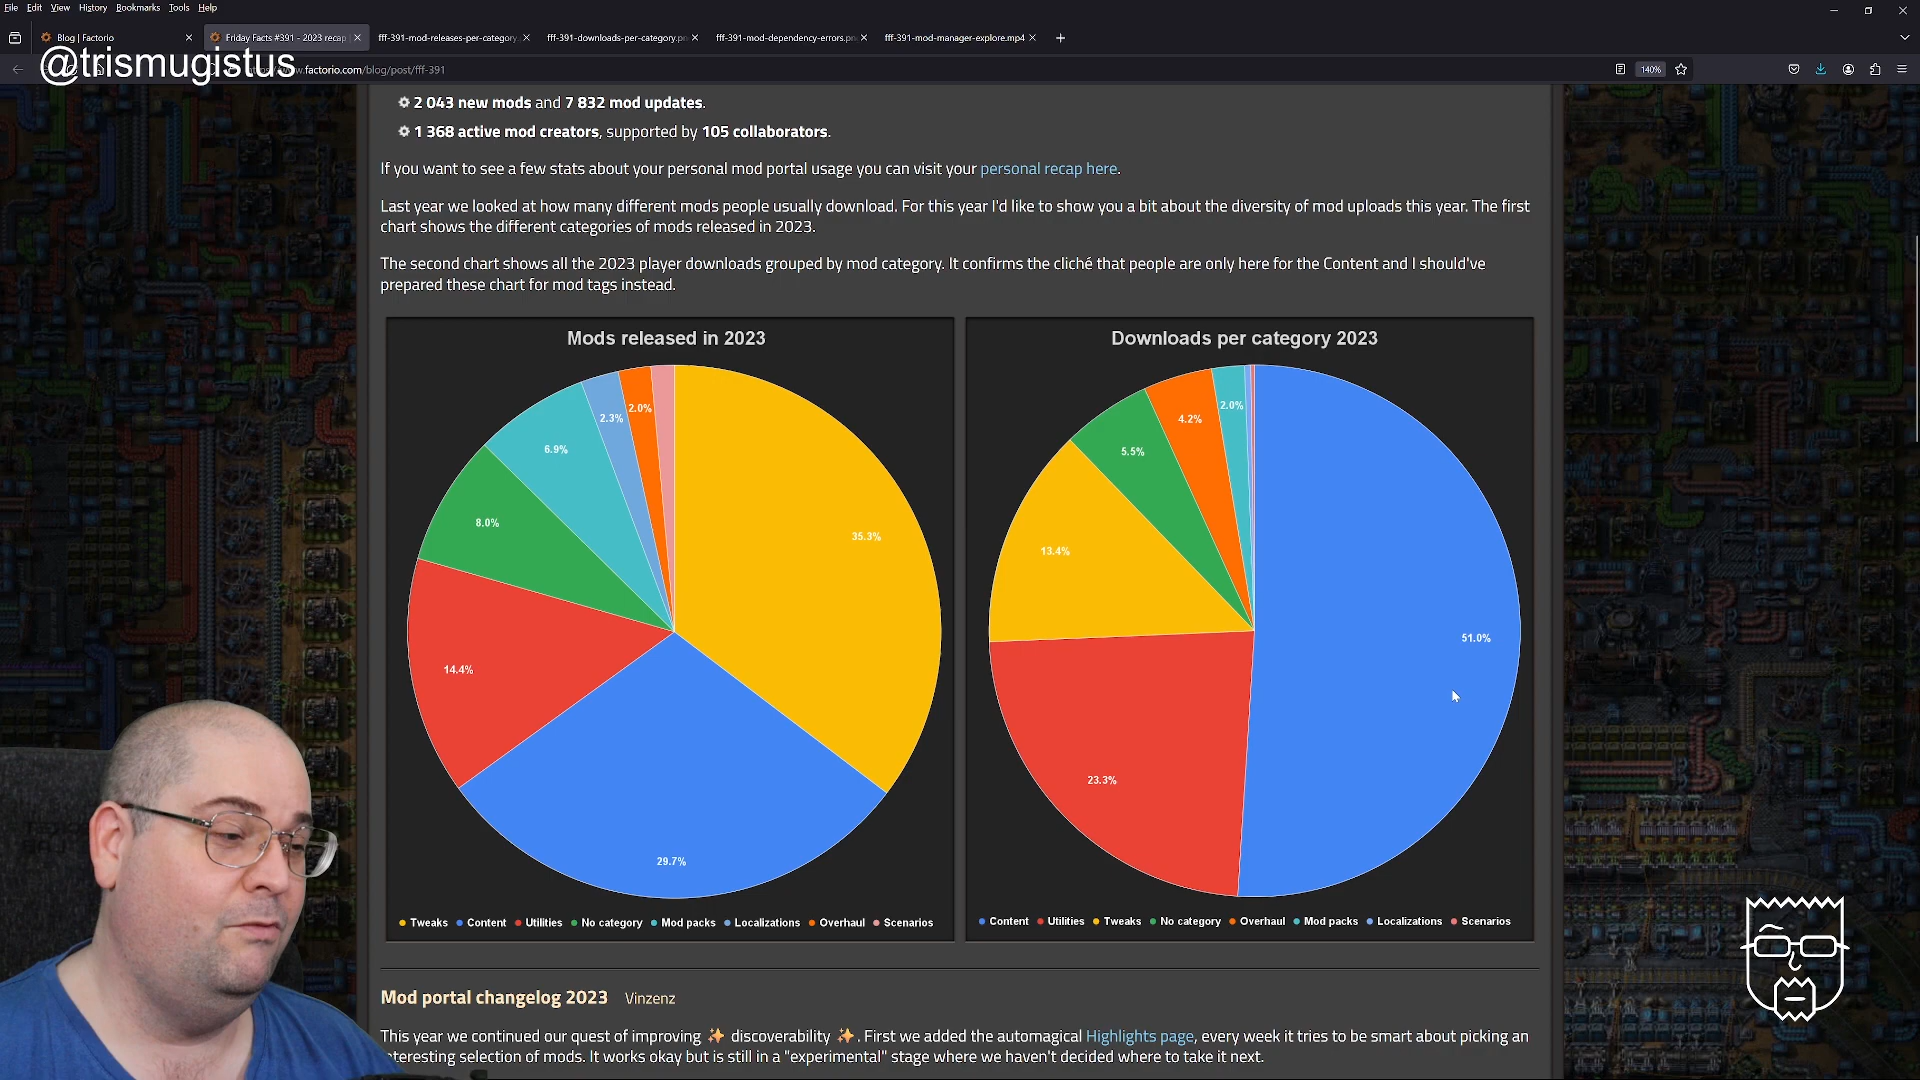 File Edit View History Bookmarks Tools Help
Blog | Factorio
Friday Facts #391 - 2023 recap
fff-391-mod-releases-per-category.
fff-391-downloads-per-category.pn
fff-391-mod-dependency-errors.pn
fff-391-mod-manager-explore.mp4
@trismugistus
factorio.com/blog/post/fff-391
140%
2 043 new mods and 7 832 mod updates.
1 368 active mod creators, supported by 105 collaborators.
If you want to see a few stats about your personal mod portal usage you can visit your personal recap here.
Last year we looked at how many different mods people usually download. For this year I'd like to show you a bit about the diversity of mod uploads this year. The first
chart shows the different categories of mods released in 2023.
The second chart shows all the 2023 player downloads grouped by mod category. It confirms the cliché that people are only here for the Content and I should've
prepared these chart for mod tags instead.
Mods released in 2023
2.3%
2.0%
6.9%
8.0%
35.3%
14.4%
29.7%
Tweaks Content Utilities No category Mod packs Localizations Overhaul Scenarios
Downloads per category 2023
2.0%
4.2%
5.5%
13.4%
51.0%
23.3%
Content Utilities Tweaks No category Overhaul Mod packs Localizations Scenarios
Mod portal changelog 2023 Vinzenz
This year we continued our quest of improving ✨ discoverability ✨. First we added the automagical Highlights page, every week it tries to be smart about picking an
nteresting selection of mods. It works okay but is still in a "experimental" stage where we haven't decided where to take it next.